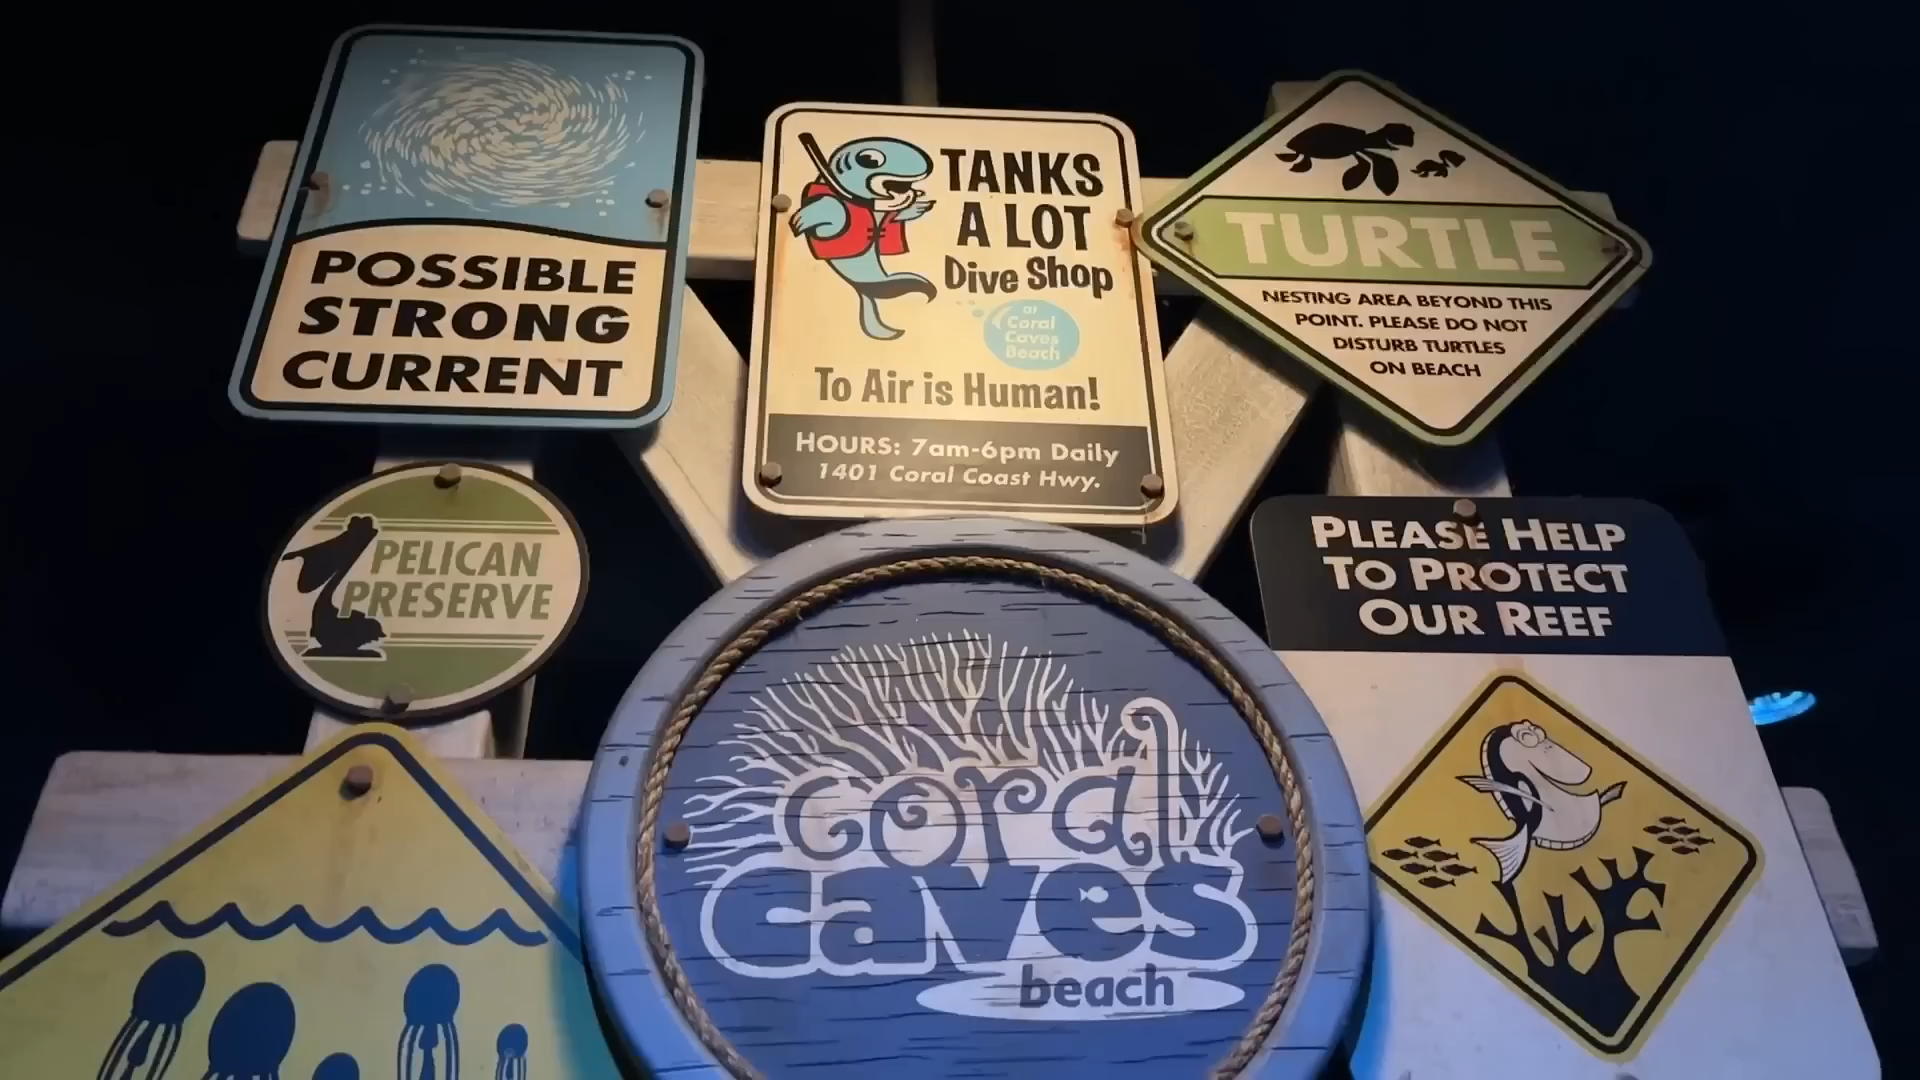 POSSIBLE
STRONG
CURRENT
TANKS
A LOT
Dive Shop
at
Coral
Caves
Beach
To Air is Human!
HOURS: 7am-6pm Daily
1401 Coral Coast Hwy.
TURTLE
NESTING AREA BEYOND THIS
POINT. PLEASE DO NOT
DISTURB TURTLES
ON BEACH
PELICAN
PRESERVE
PLEASE HELP
TO PROTECT
OUR REEF
coral
caves
beach